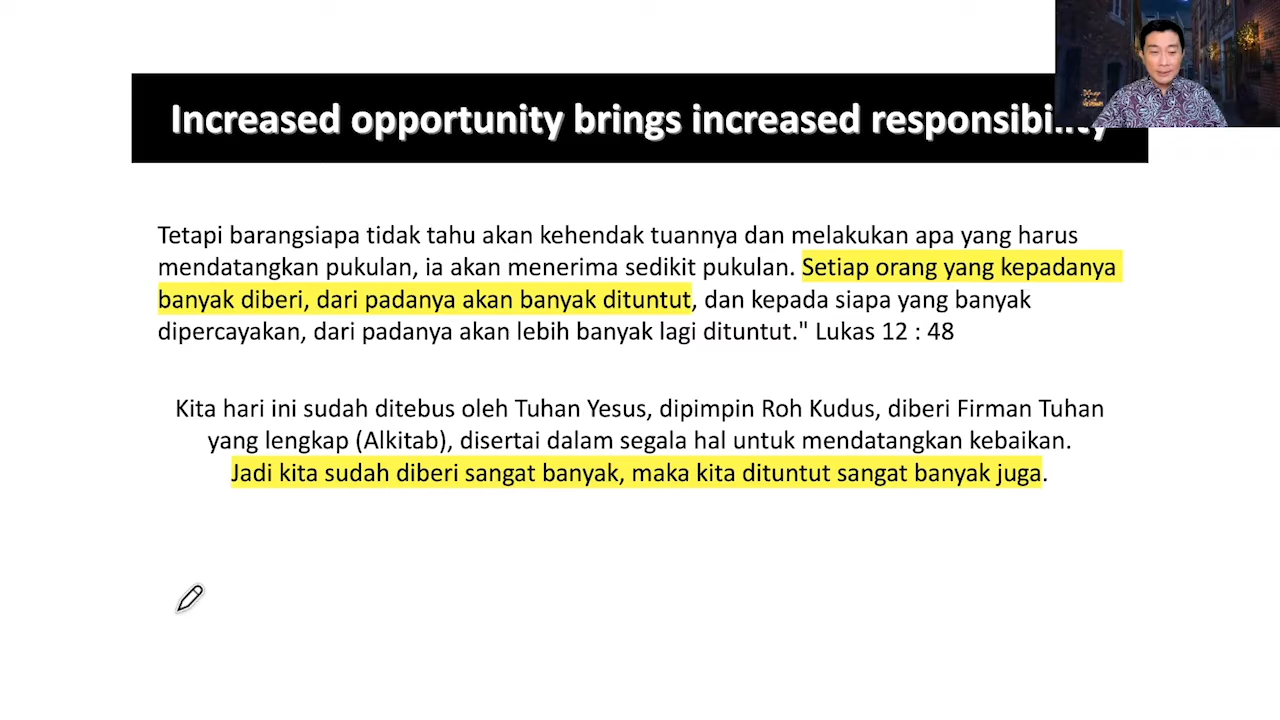 Increased opportunity brings increased responsibility
Tetapi barangsiapa tidak tahu akan kehendak tuannya dan melakukan apa yang harus
mendatangkan pukulan, ia akan menerima sedikit pukulan. Setiap orang yang kepadanya
banyak diberi, dari padanya akan banyak dituntut, dan kepada siapa yang banyak
dipercayakan, dari padanya akan lebih banyak lagi dituntut." Lukas 12 : 48
Kita hari ini sudah ditebus oleh Tuhan Yesus, dipimpin Roh Kudus, diberi Firman Tuhan
yang lengkap (Alkitab), disertai dalam segala hal untuk mendatangkan kebaikan.
Jadi kita sudah diberi sangat banyak, maka kita dituntut sangat banyak juga.